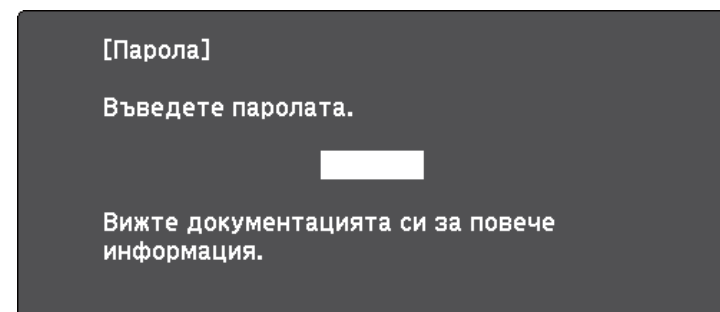 [Парола]
Въведете паролата.
Вижте документацията си за повече
информация.